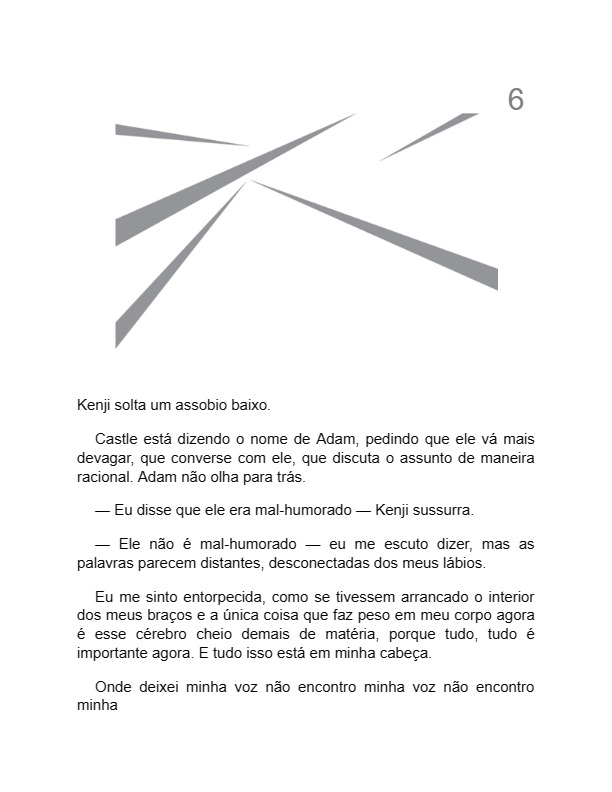 6
Kenji solta um assobio baixo.
Castle está dizendo o nome de Adam, pedindo que ele vá mais
devagar, que converse com ele, que discuta o assunto de maneira
racional. Adam não olha para trás.
— Eu disse que ele era mal-humorado — Kenji sussurra.
— Ele não é mal-humorado — eu me escuto dizer, mas as
palavras parecem distantes, desconectadas dos meus lábios.
Eu me sinto entorpecida, como se tivessem arrancado o interior
dos meus braços e a única coisa que faz peso em meu corpo agora
é esse cérebro cheio demais de matéria, porque tudo, tudo é
importante agora. E tudo isso está em minha cabeça.
Onde deixei minha voz não encontro minha voz não encontro
minha